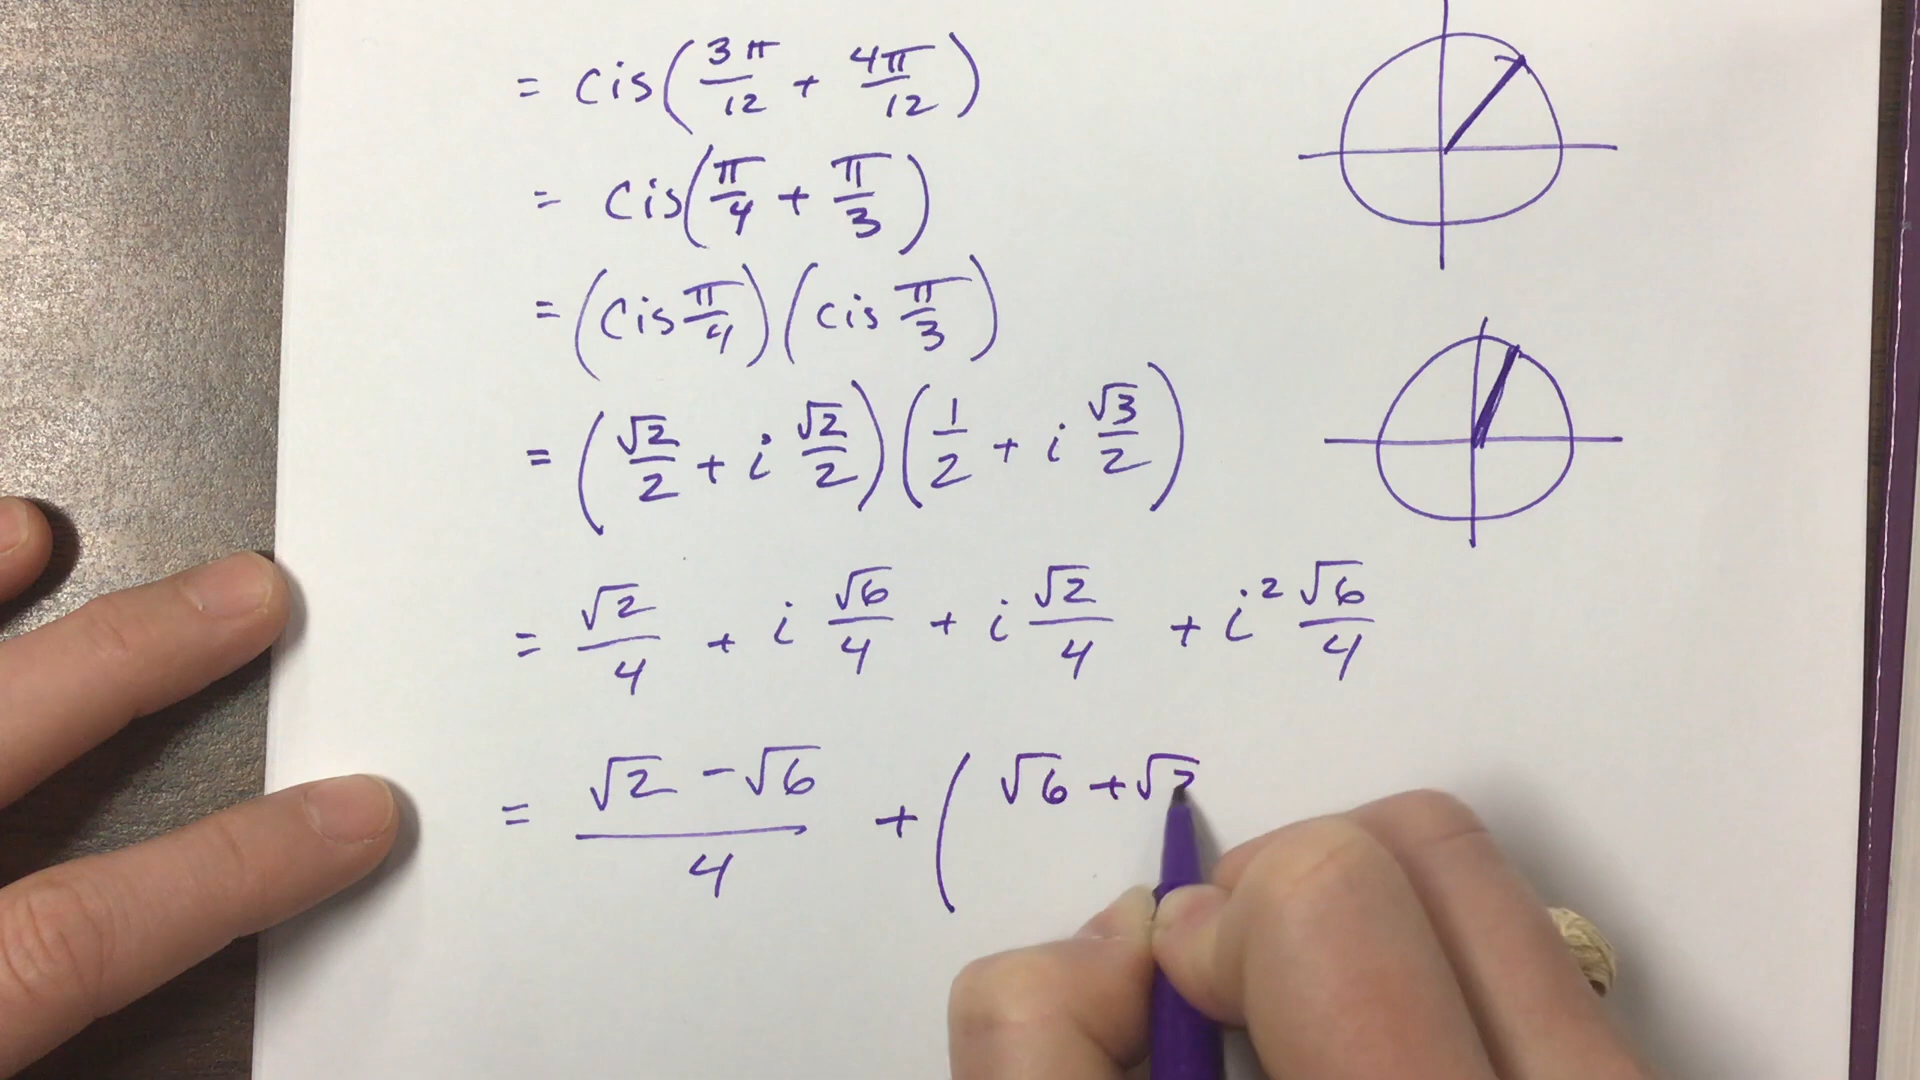 = cis(3π/12 + 4π/12)
= cis(π/4 + π/3)
= (cis π/4)(cis π/3)
= (√2/2 + i √2/2)(1/2 + i √3/2)
= √2/4 + i √6/4 + i √2/4 + i² √6/4
= √2 - √6/4 + ( √6 + √2